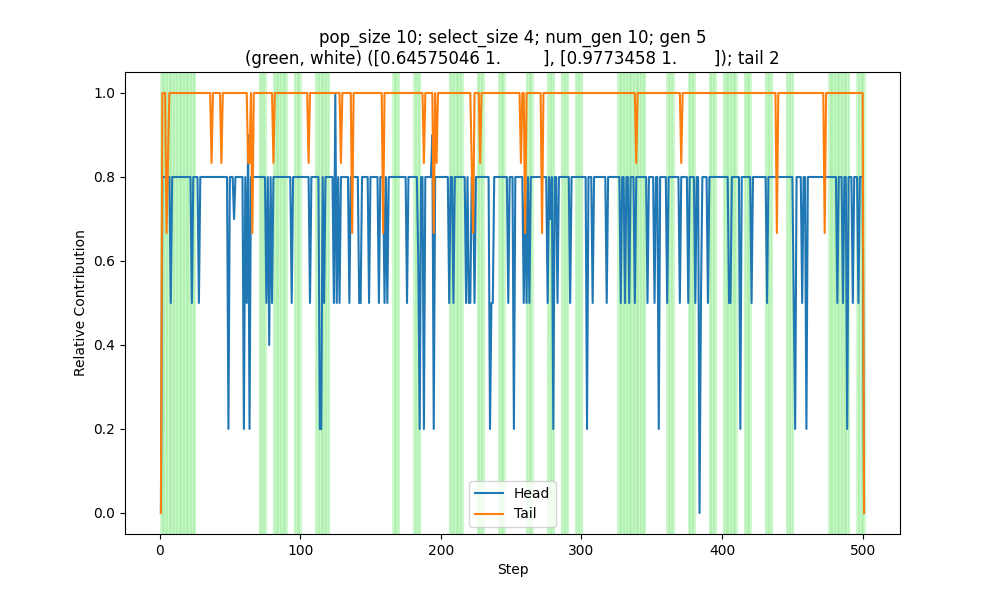 pop_size 10; select_size 4; num_gen 10; gen 5
(green, white) ([0.64575046 1.        ], [0.9773458 1.       ]); tail 2
Relative Contribution
1.0
0.8
0.6
0.4
0.2
0.0
Head
Tail
0 100 200 300 400 500
Step